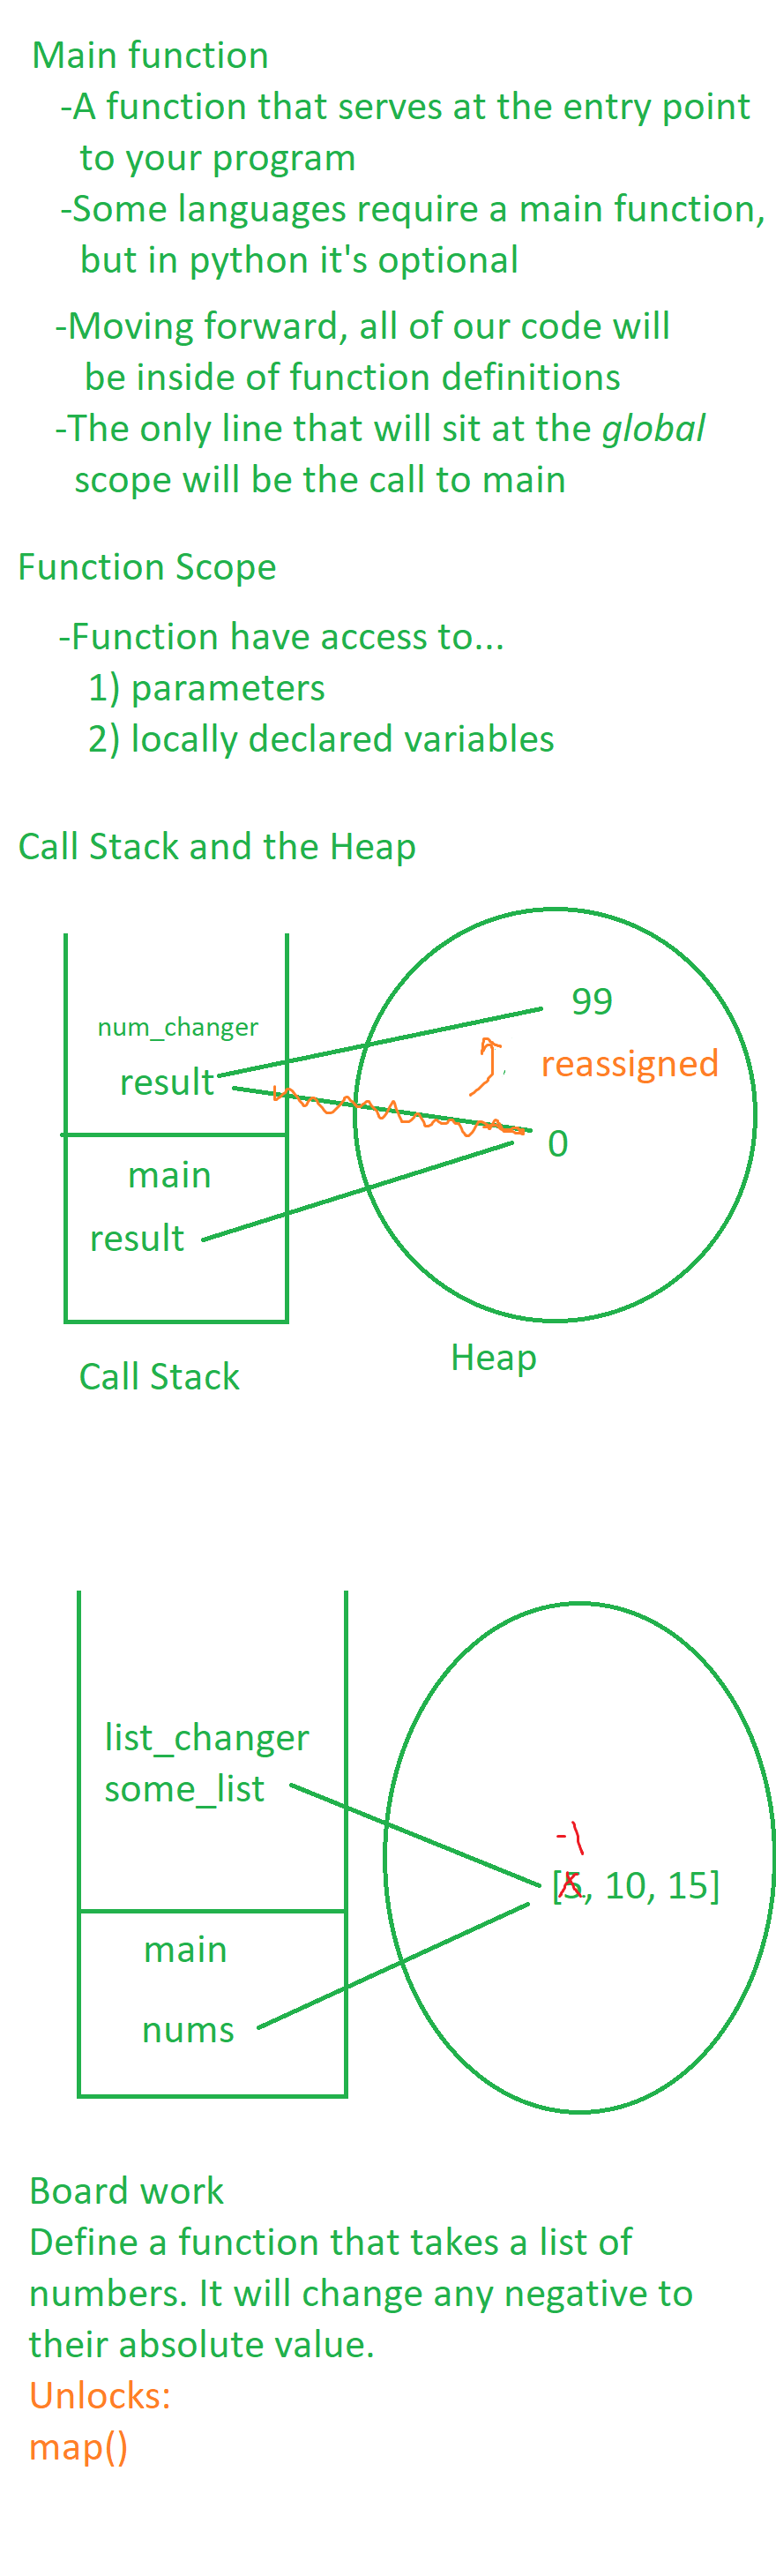 Main function
-A function that serves at the entry point
to your program
-Some languages require a main function,
but in python it's optional
-Moving forward, all of our code will
be inside of function definitions
-The only line that will sit at the global
scope will be the call to main
Function Scope
-Function have access to...
1) parameters
2) locally declared variables
Call Stack and the Heap
99
num_changer
reassigned
result
0
main
result
Heap
Call Stack
list_changer
some_list
-1
[5, 10, 15]
main
nums
Board work
Define a function that takes a list of
numbers. It will change any negative to
their absolute value.
Unlocks:
map()